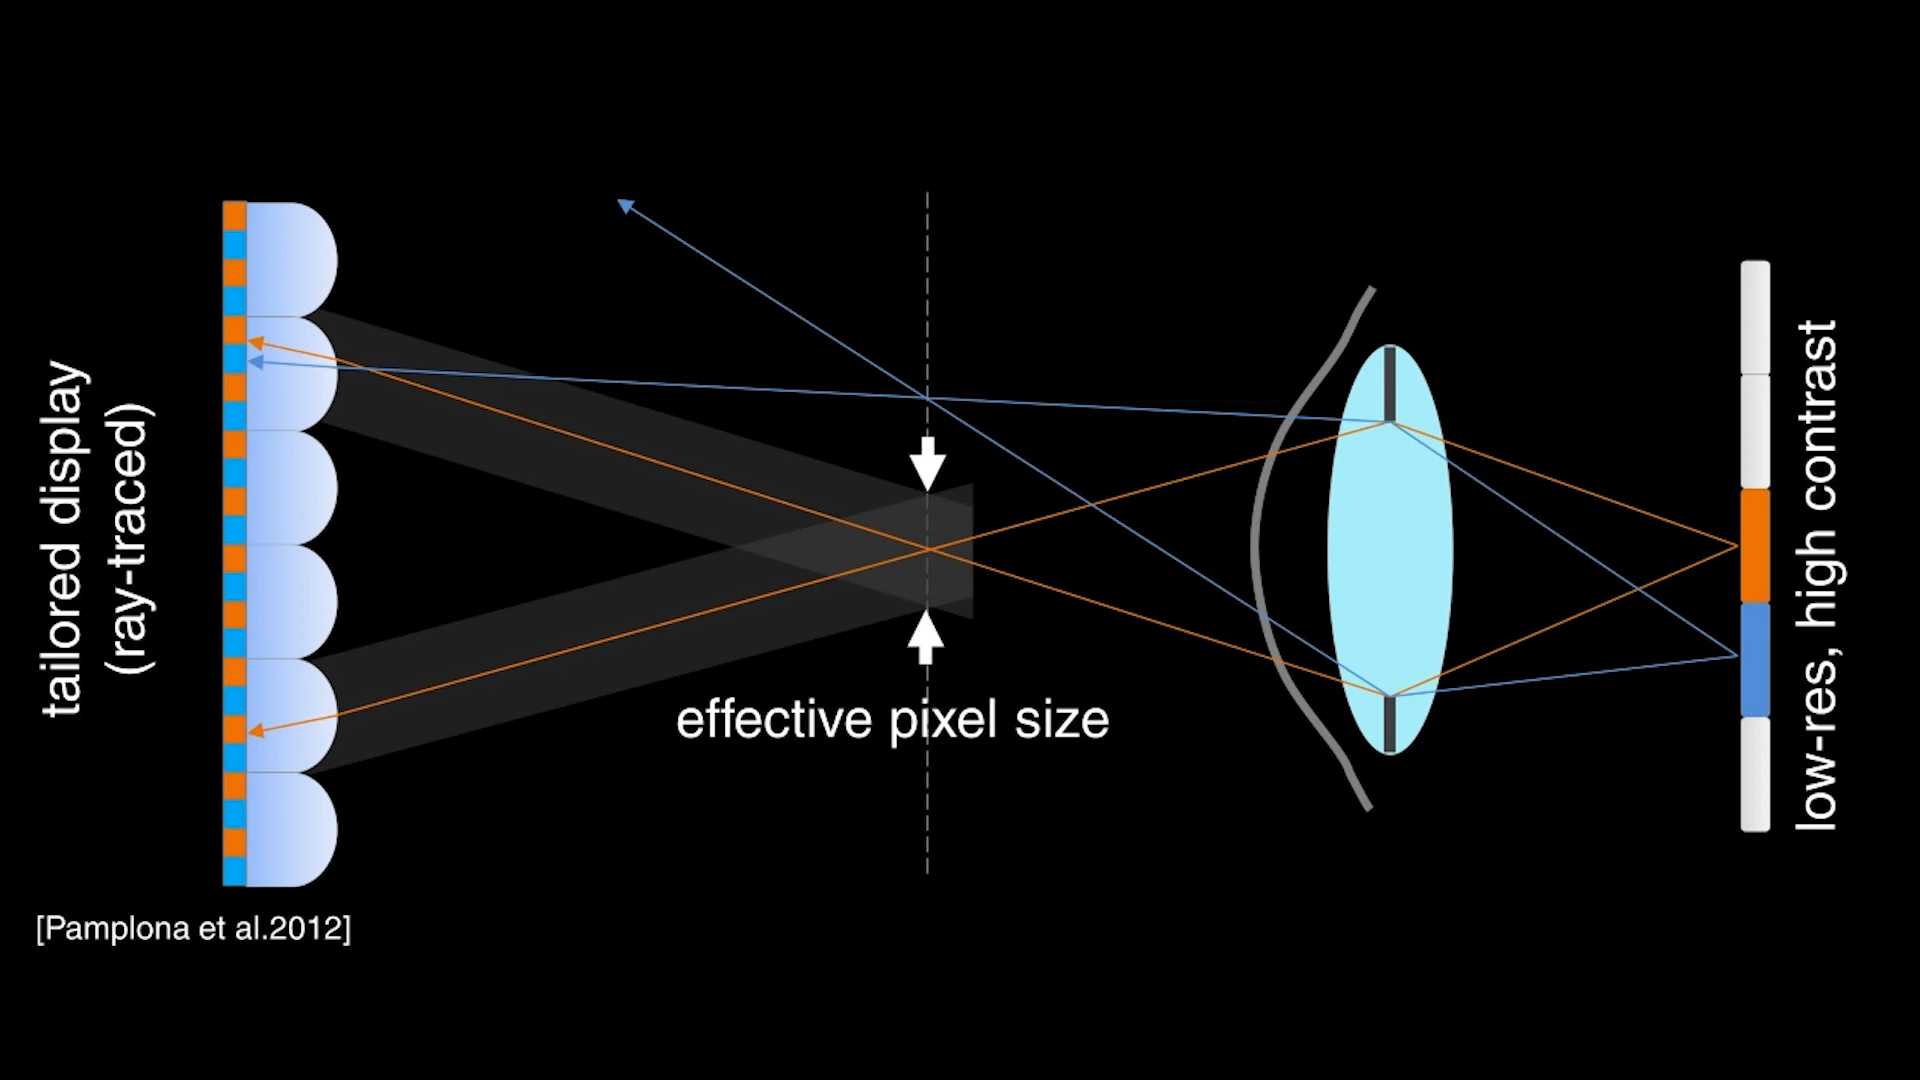 tailored display
(ray-traced)
effective pixel size
low-res, high contrast
[Pamplona et al.2012]